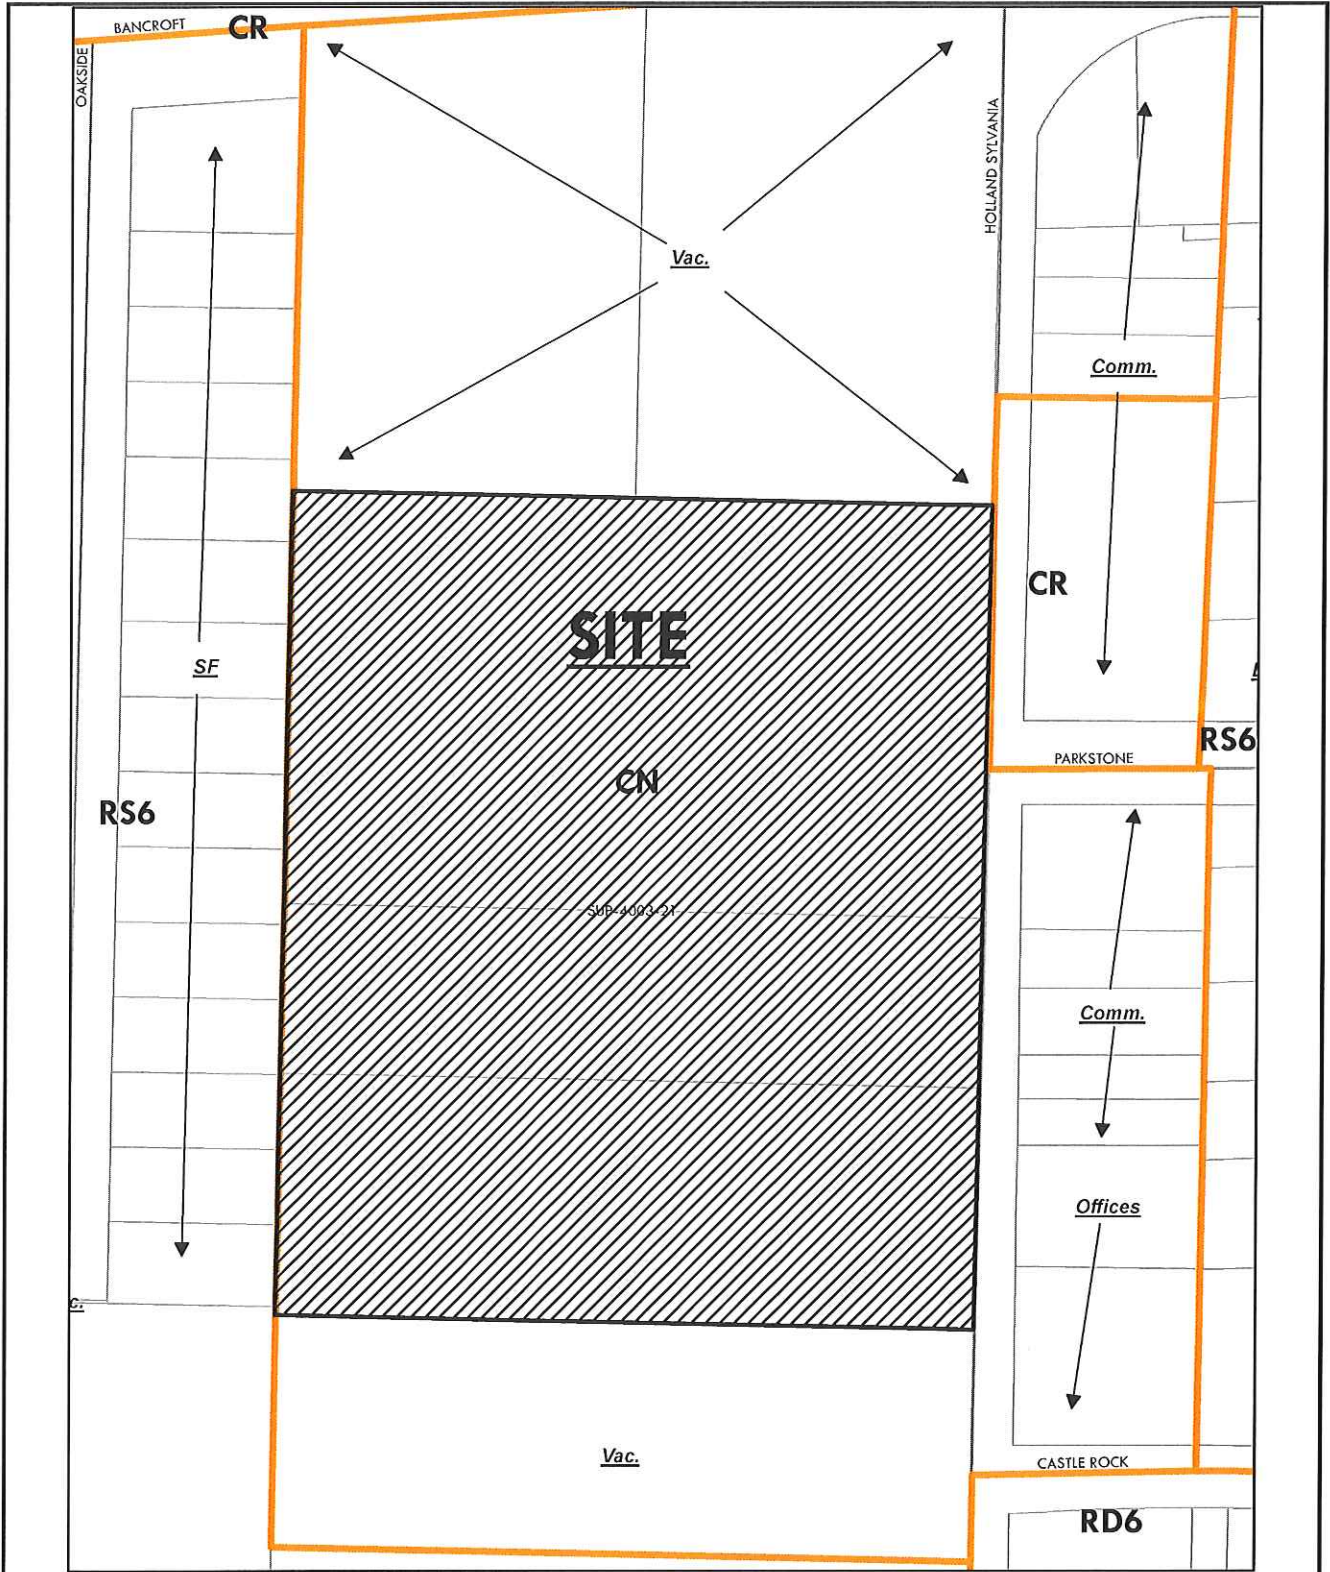 BANCROFT
CR
OAKSIDE
HOLLAND SYLVANIA
Vac.
Comm.
SITE
CR
SF
RS6
PARKSTONE
CN
RS6
SUP-4003-21
Comm.
Offices
Vac.
CASTLE ROCK
RD6